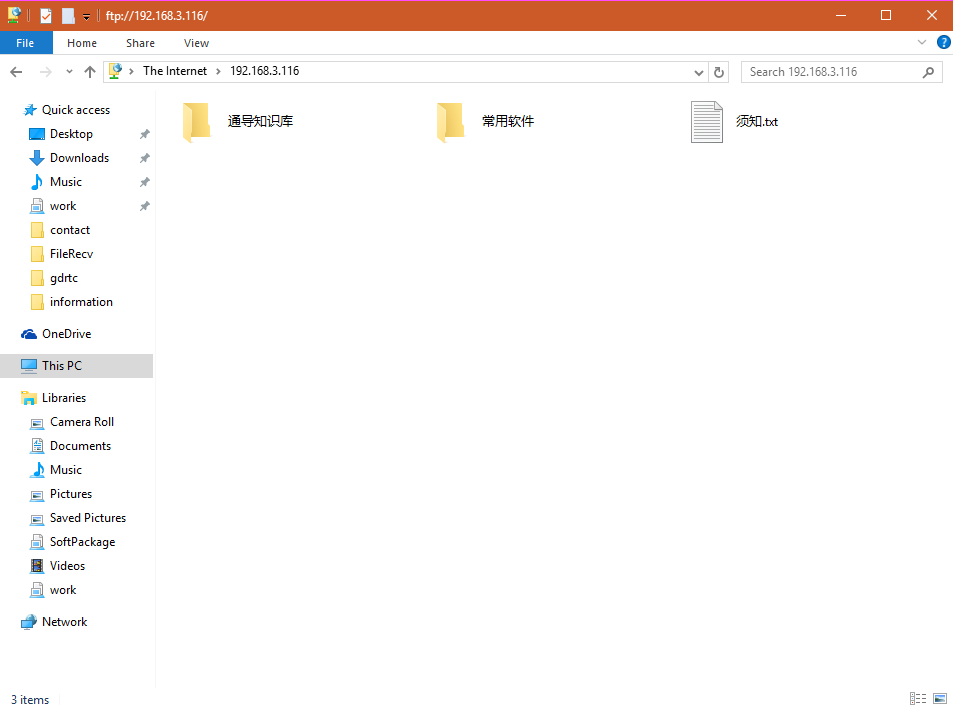 ftp://192.168.3.116/
File Home Share View
The Internet 192.168.3.116 Search 192.168.3.116
Quick access
Desktop
Downloads
Music
work
contact
FileRecv
gdrtc
information
OneDrive
This PC
Libraries
Camera Roll
Documents
Music
Pictures
Saved Pictures
SoftPackage
Videos
work
Network
通导知识库 常用软件 须知.txt
3 items